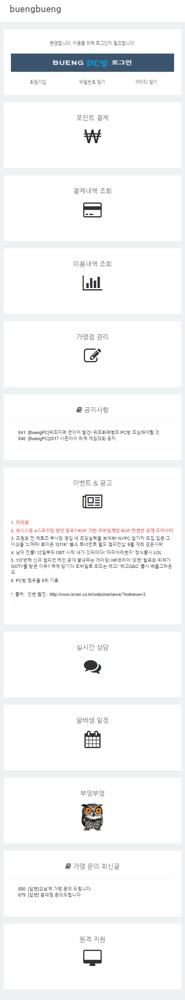 buengbueng
환영합니다. 이용을 위해 로그인이 필요합니다.
BUENG PC방 로그인
회원가입 비밀번호 찾기 아이디 찾기
포인트 결제
결제내역 조회
이용내역 조회
가맹점 관리
공지사항
841 [BuengPC]위조지폐 연이어 발견! 위조화폐범죄 PC방 조심해야할 것
840 [BuengPC]2017 시즌아이 하계 게임대회 공지
이벤트 & 광고
1. 리치왕
2. 하스스톤 e스포츠팀 창단 발표? KUF 기반 모바일게임 KUF:컨셉션 공개 조이시티
3. 조원희 전 액토즈 부사장 영입 네 코딩실력을 보여봐! NYPC 참가자 모집 입문 그
이상을 느껴라! 휴이온 'Q11K' '블소 토너먼트 월드 챔피언십' 9월 개최 검은사막
4. 남미 진출! 12일부터 OBT 시작 내가 갓파더다! '마피아리벤지' 정식출시 LOL
5. 137번째 신규 챔피언 케인 공개 끝내주는 게이밍! HP코리아 '오멘' 발표회 위쳐가
GOTY를 받은 이유? 책에 담기다 모바일로 모으는 레고! '레고Q&C' 출시 배틀그라운
드
6. PC방 점유율 8위 기록
*. 출처 : 인벤 웹진 : http://www.inven.co.kr/webzine/news/?hotnews=3
실시간 상담
알바생 일정
부엉부엉
가맹 문의 최신글
880 [답변]강남역 가맹 문의 드립니다.
879 [답변] 홍대점 문의드립니다
원격 지원